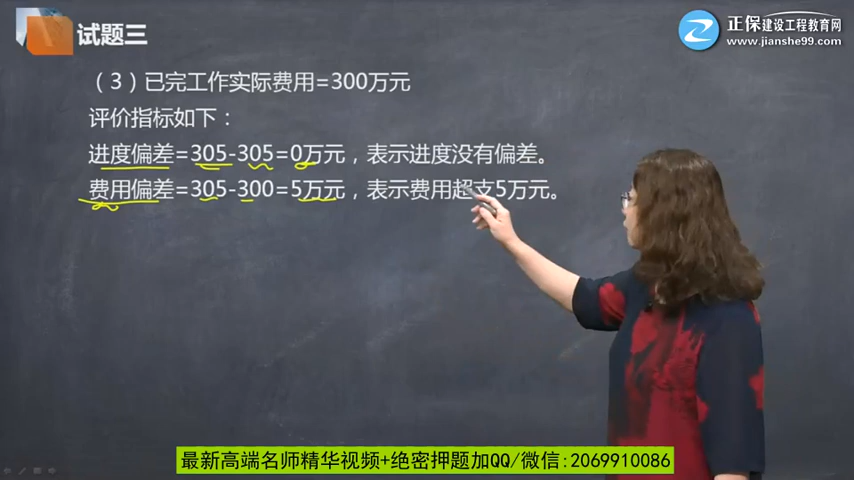 试题三
正保建设工程教育网
www.jianshe99.com
（3）已完工作实际费用=300万元
评价指标如下：
进度偏差=305-305=0万元，表示进度没有偏差。
费用偏差=305-300=5万元，表示费用超支5万元。
最新高端名师精华视频+绝密押题加QQ/微信:2069910086